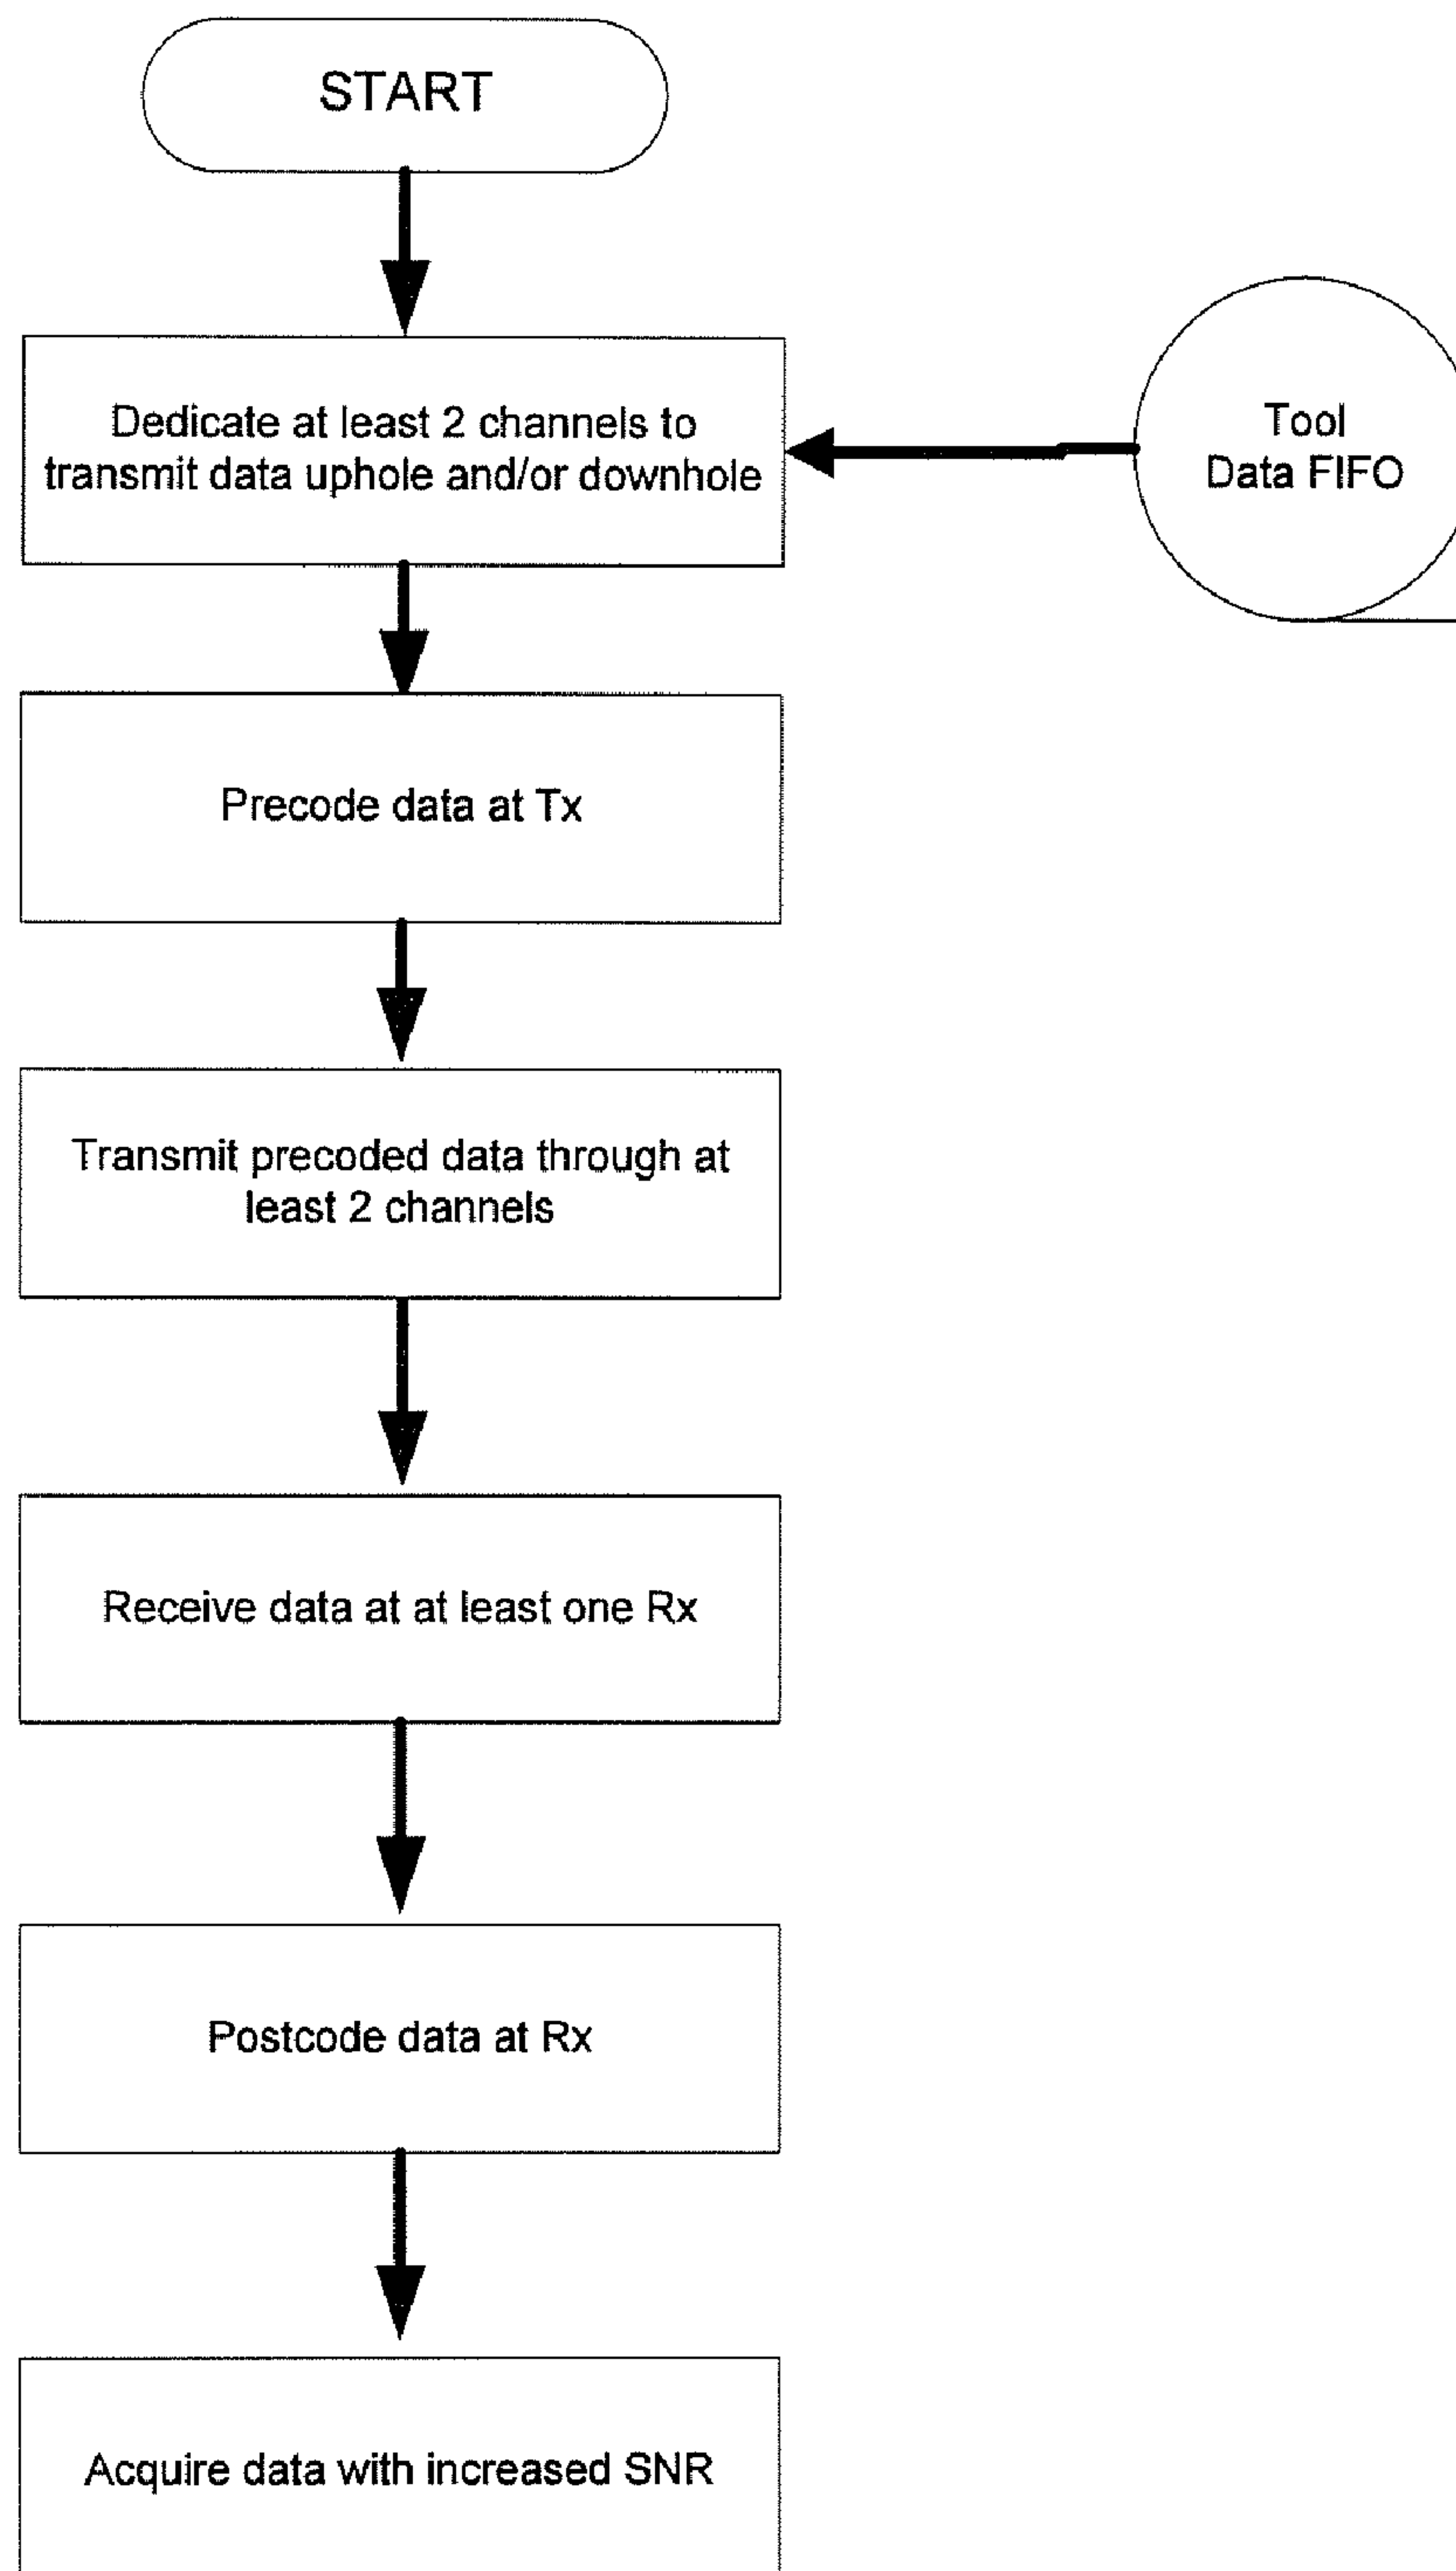 START
Dedicate at least 2 channels to
transmit data uphole and/or downhole
Tool
Data FIFO
Precode data at Tx
Transmit precoded data through at
least 2 channels
Receive data at at least one Rx
Postcode data at Rx
Acquire data with increased SNR